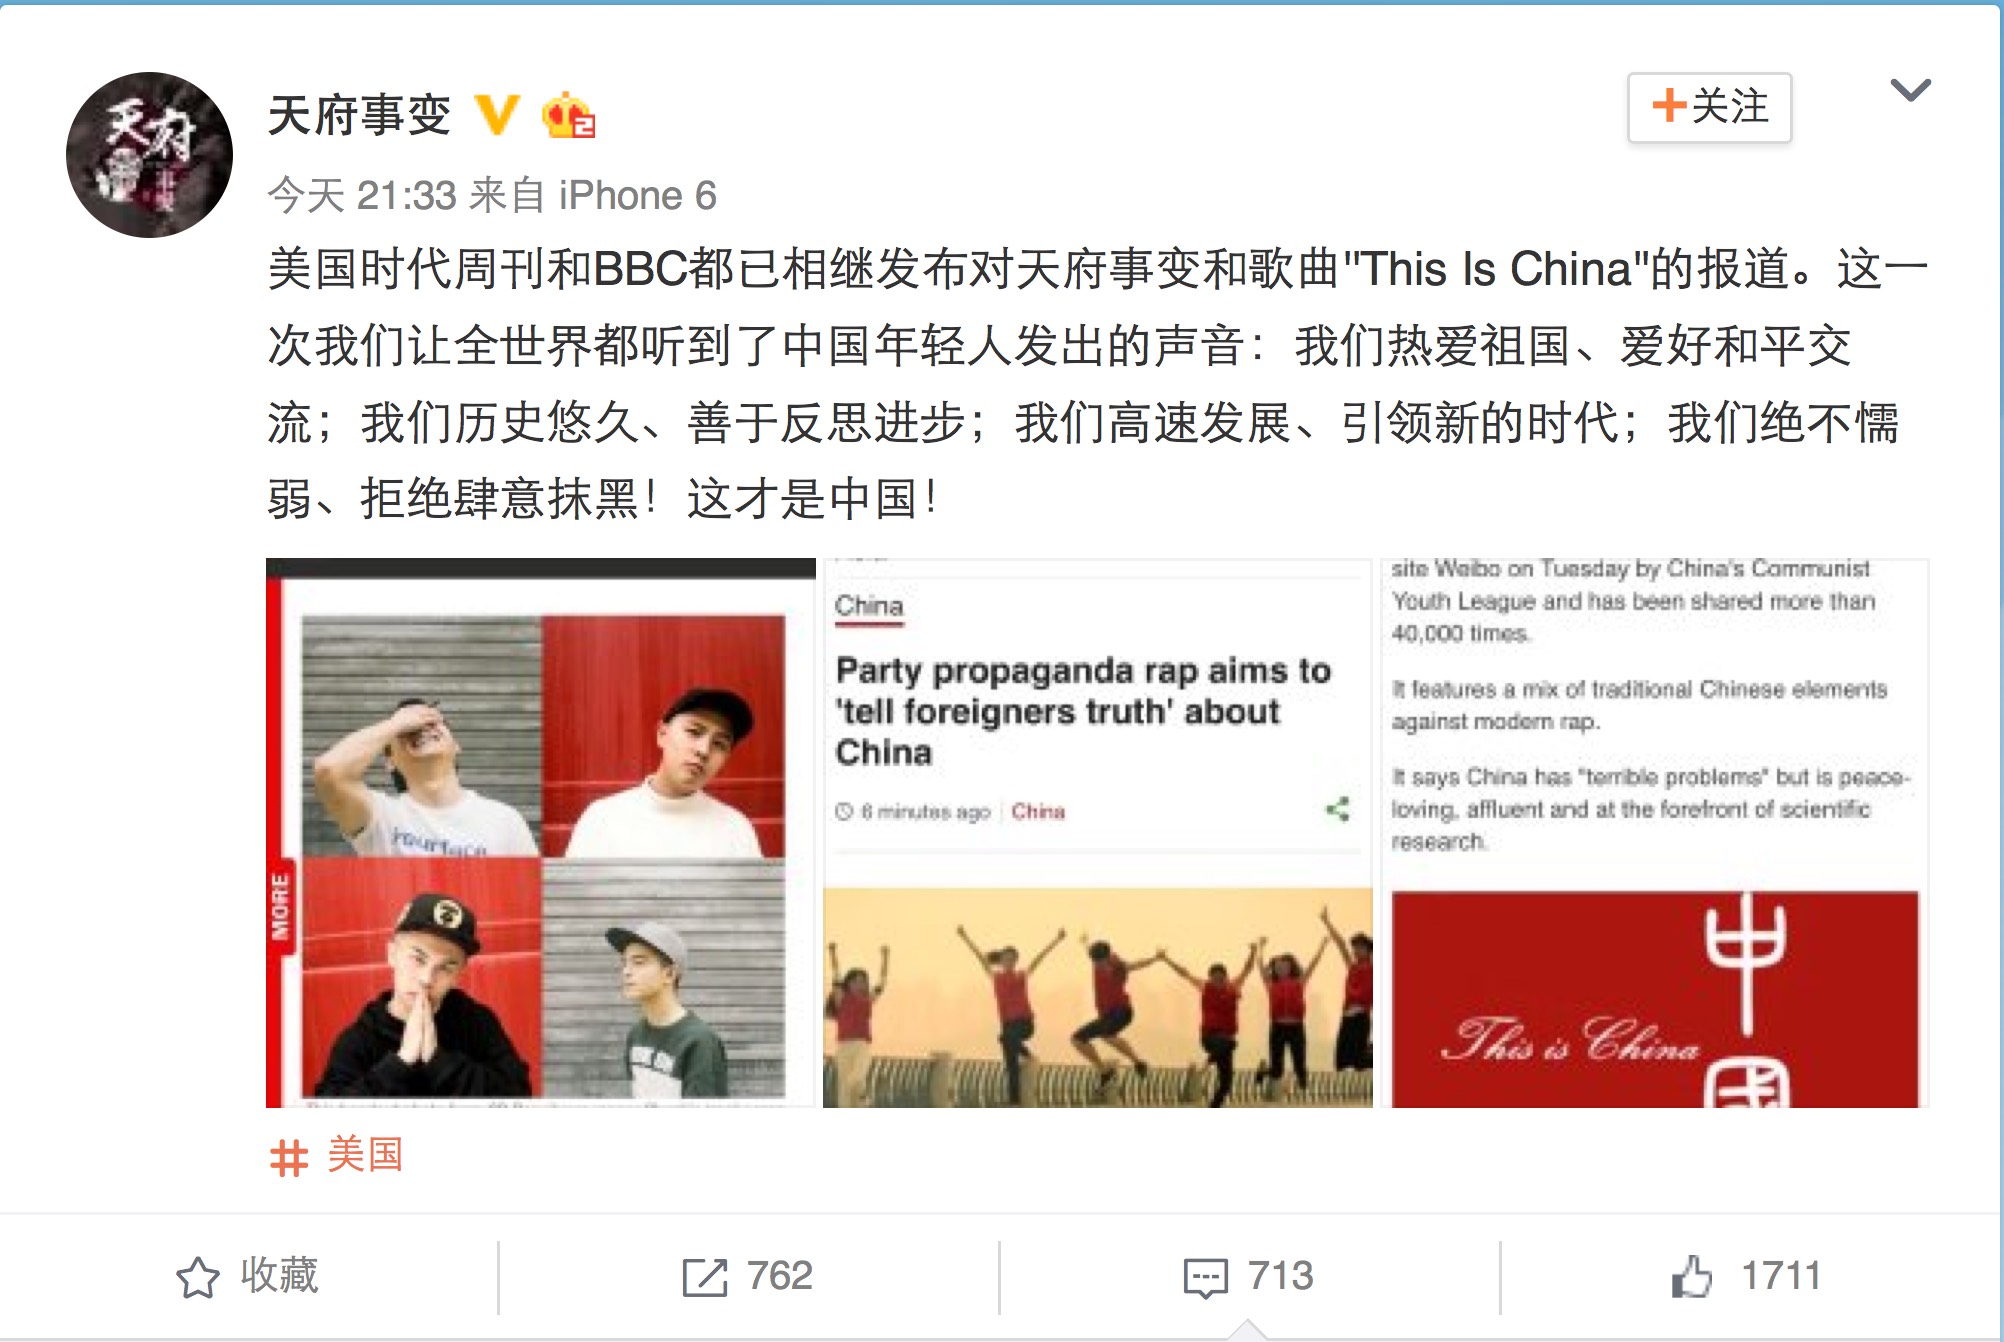 天府事变
天府事变
+关注
今天 21:33 来自 iPhone 6
美国时代周刊和BBC都已相继发布对天府事变和歌曲"This Is China"的报道。这一
次我们让全世界都听到了中国年轻人发出的声音：我们热爱祖国、爱好和平交
流；我们历史悠久、善于反思进步；我们高速发展、引领新的时代；我们绝不懦
弱、拒绝肆意抹黑！这才是中国！
MORE
China
Party propaganda rap aims to
'tell foreigners truth' about
China
6 minutes ago China
site Weibo on Tuesday by China's Communist
Youth League and has been shared more than
40,000 times.
It features a mix of traditional Chinese elements
against modern rap.
It says China has "terrible problems" but is peace-
loving, affluent and at the forefront of scientific
research.
This is China
中國
# 美国
收藏
762
713
1711